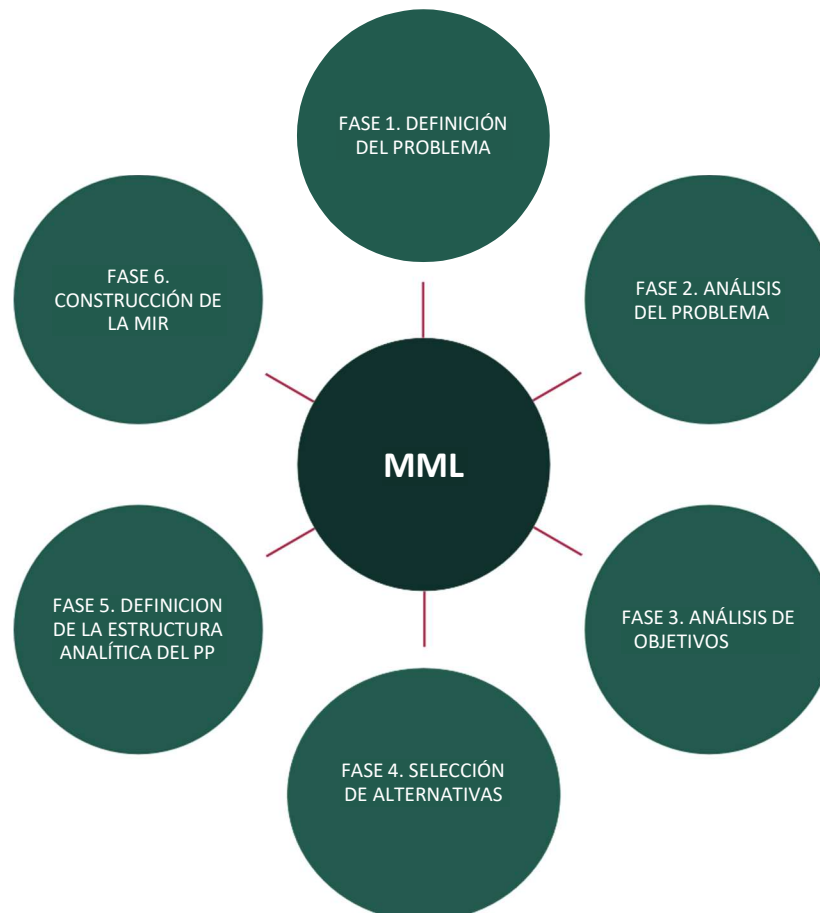 FASE 1. DEFINICIÓN
DEL PROBLEMA
FASE 2. ANÁLISIS
DEL PROBLEMA
FASE 3. ANÁLISIS DE
OBJETIVOS
FASE 4. SELECCIÓN
DE ALTERNATIVAS
FASE 5. DEFINICION
DE LA ESTRUCTURA
ANALÍTICA DEL PP
FASE 6.
CONSTRUCCIÓN DE
LA MIR
MML